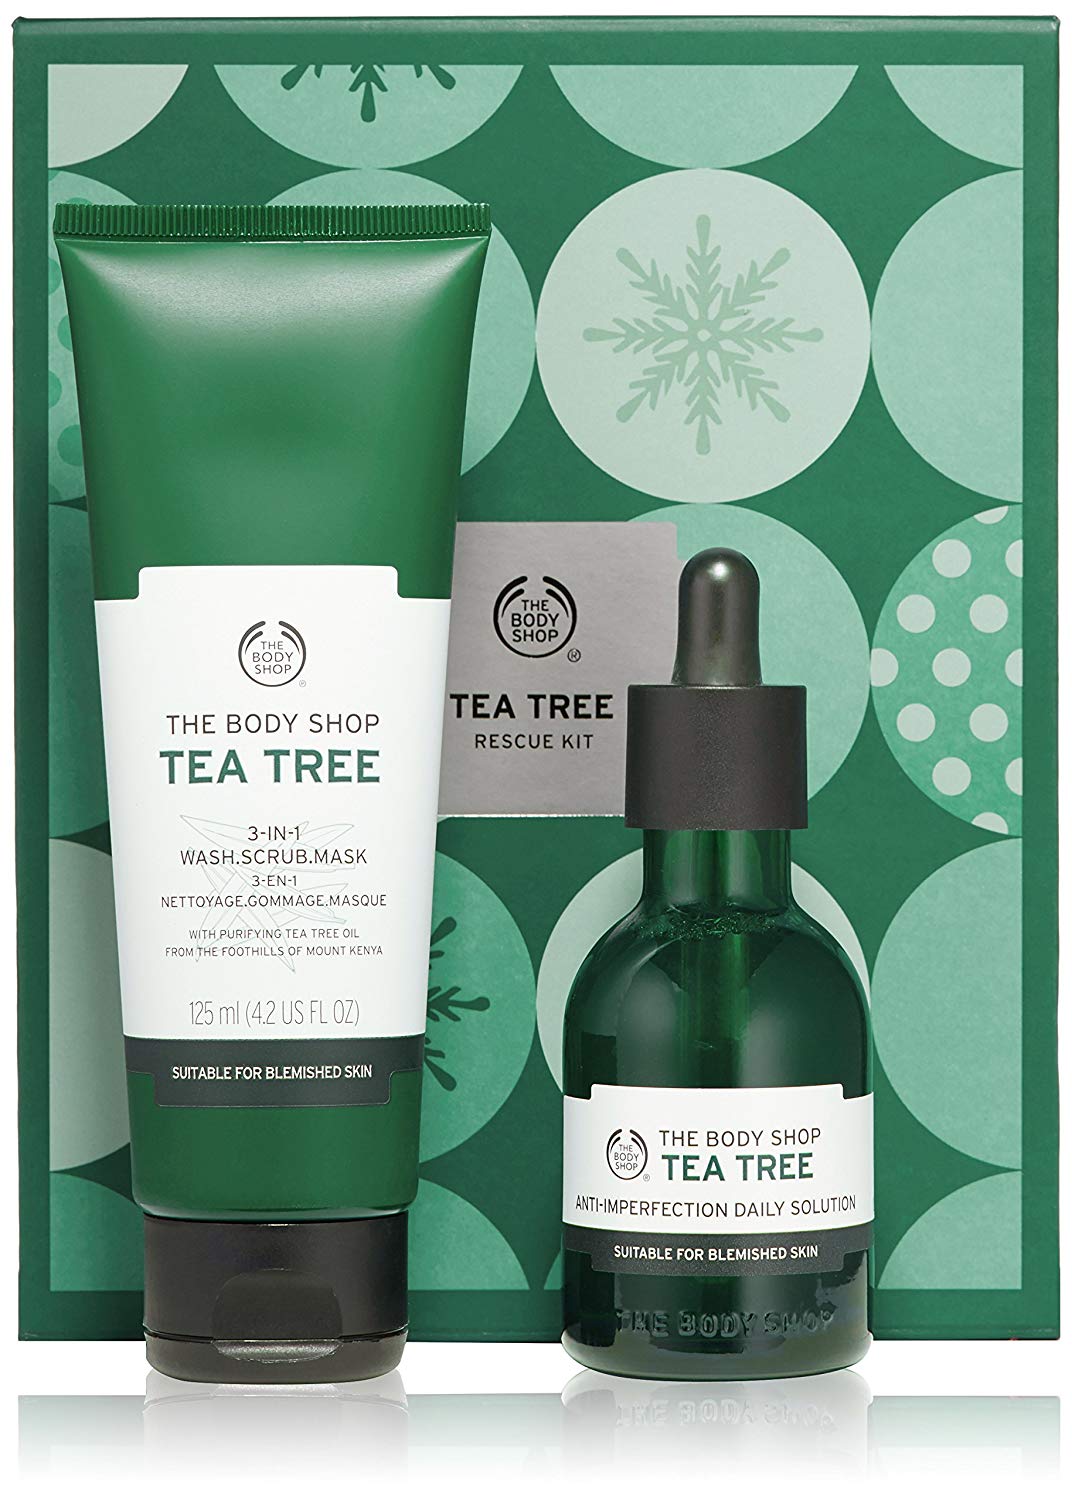 THE
BODY
SHOP
®
THE BODY SHOP
TEA TREE
3-IN-1
WASH.SCRUB.MASK
3-EN-1
NETTOYAGE.GOMMAGE.MASQUE
WITH PURIFYING TEA TREE OIL
FROM THE FOOTHILLS OF MOUNT KENYA
125 ml (4.2 US FL OZ)
SUITABLE FOR BLEMISHED SKIN
THE
BODY
SHOP
®
TEA TREE
RESCUE KIT
THE
BODY
SHOP
®
THE BODY SHOP
TEA TREE
ANTI-IMPERFECTION DAILY SOLUTION
SUITABLE FOR BLEMISHED SKIN
THE BODY SHOP